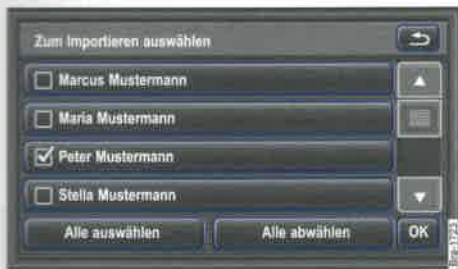 Zum Importieren auswählen
Marcus Mustermann
Maria Mustermann
Peter Mustermann
Stella Mustermann
Alle auswählen
Alle abwählen
OK